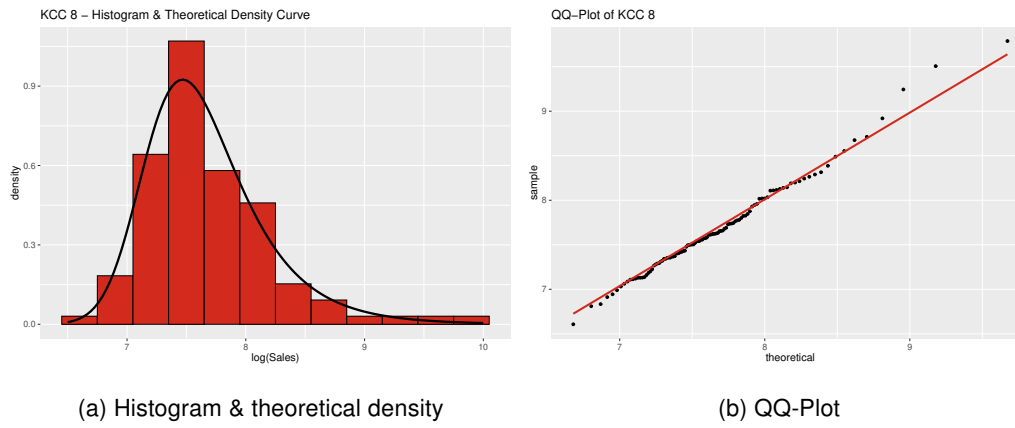 KCC 8 − Histogram & Theoretical Density Curve
0.9
0.6
0.3
0.0
density
7
8
9
10
log(Sales)
QQ−Plot of KCC 8
9
8
7
sample
7
8
9
theoretical
(a) Histogram & theoretical density
(b) QQ-Plot